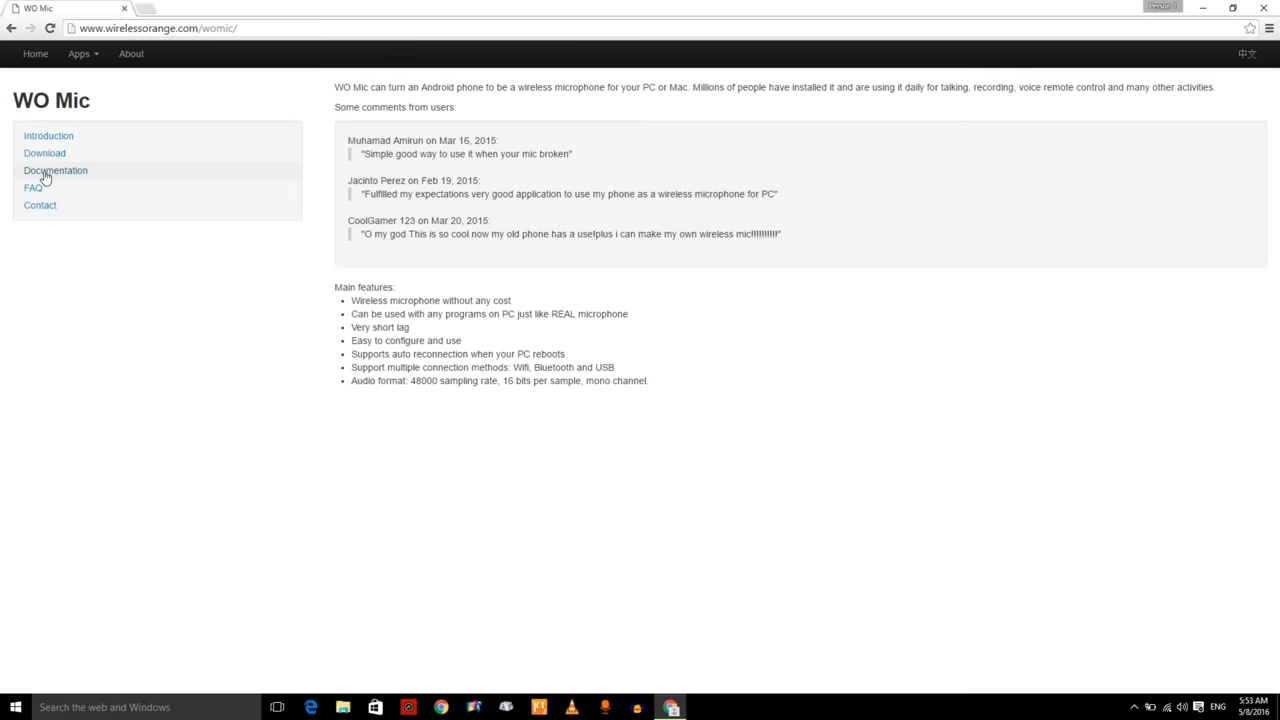 WO Mic
Person 1
www.wirelessorange.com/womic/
Home
Apps
About
中文
WO Mic
Introduction
Download
Documentation
FAQ
Contact
WO Mic can turn an Android phone to be a wireless microphone for your PC or Mac. Millions of people have installed it and are using it daily for talking, recording, voice remote control and many other activities.
Some comments from users:
Muhamad Amirun on Mar 16, 2015:
"Simple good way to use it when your mic broken"
Jacinto Perez on Feb 19, 2015:
"Fulfilled my expectations very good application to use my phone as a wireless microphone for PC"
CoolGamer 123 on Mar 20, 2015:
"O my god This is so cool now my old phone has a use!plus i can make my own wireless mic!!!!!!!!!!"
Main features:
• Wireless microphone without any cost
• Can be used with any programs on PC just like REAL microphone
• Very short lag
• Easy to configure and use
• Supports auto reconnection when your PC reboots
• Support multiple connection methods: Wifi, Bluetooth and USB
• Audio format: 48000 sampling rate, 16 bits per sample, mono channel.
Search the web and Windows
ENG
5:53 AM
5/8/2016